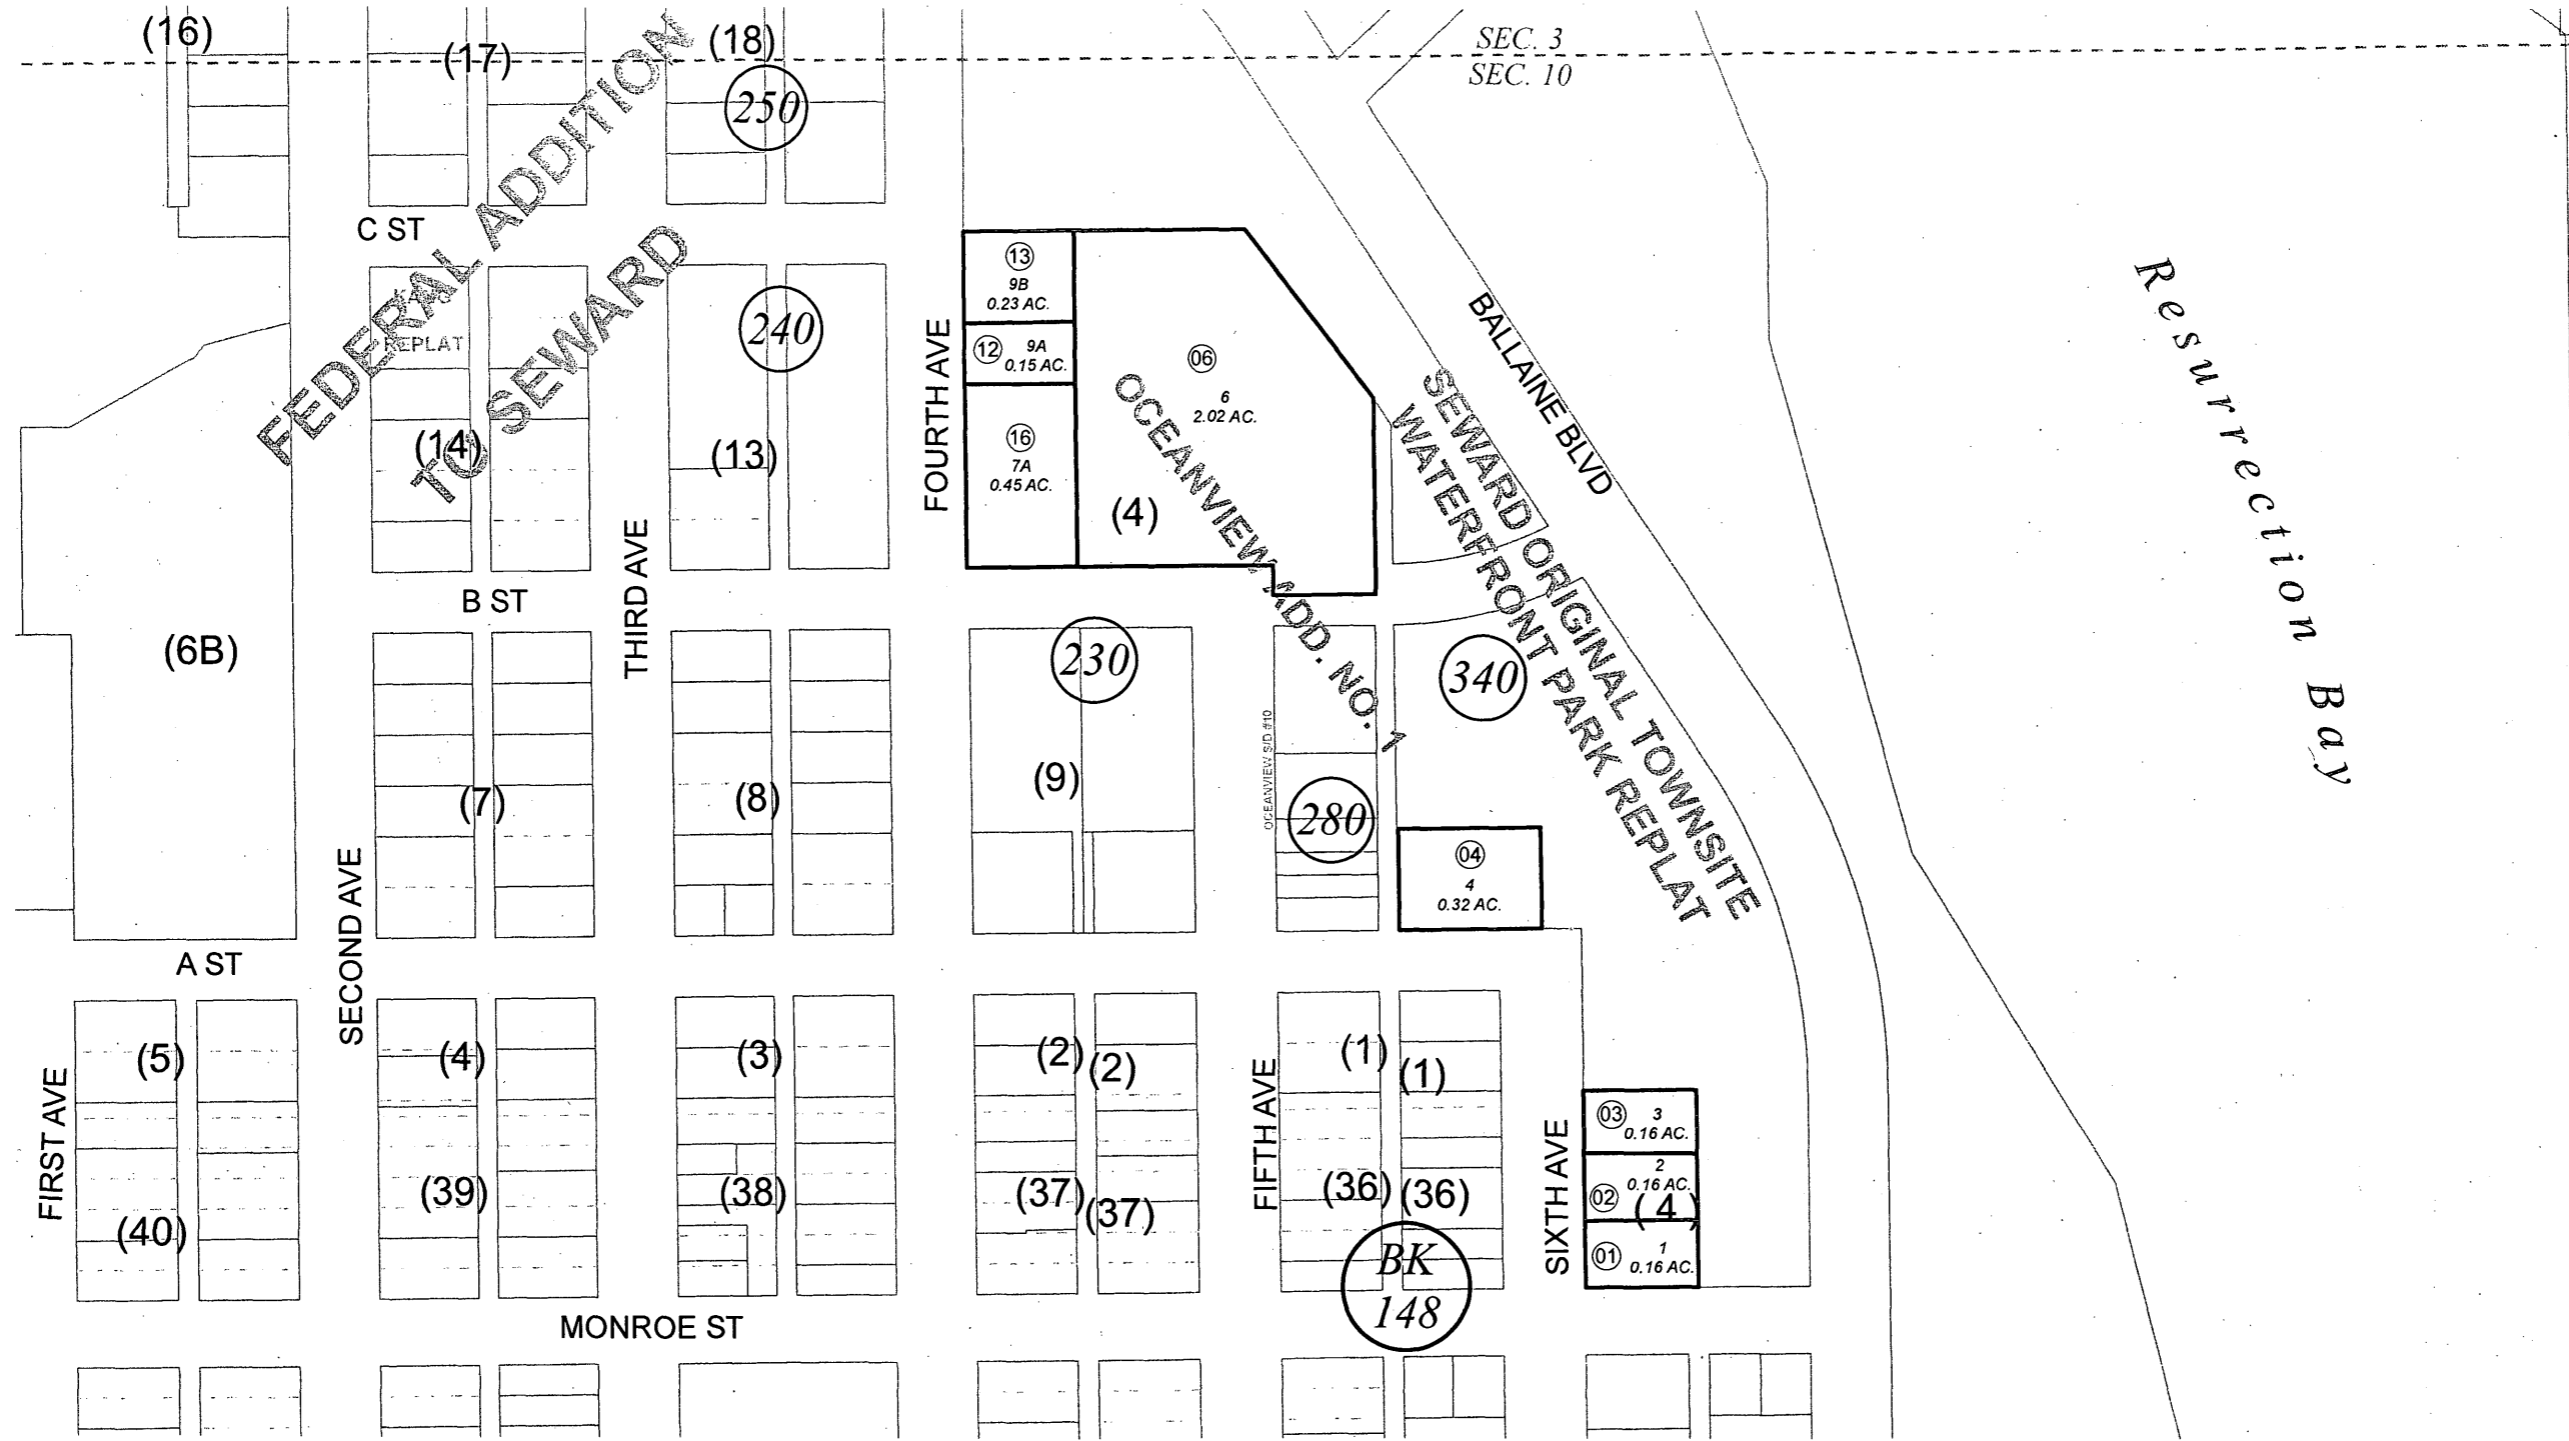 (16)
(17)
(18)
SEC. 3
SEC. 10
250
FEDERAL ADDITION
TO SEWARD
C ST
KANG
REPLAT
240
13
9B
0.23 AC.
12
9A
0.15 AC.
06
6
2.02 AC.
16
7A
0.45 AC.
(4)
FOURTH AVE
OCEANVIEW ADD. NO. 1
BALLAINE BLVD
SEWARD ORIGINAL TOWNSITE
WATERFRONT PARK REPLAT
Resurrection Bay
(14)
(13)
B ST
THIRD AVE
(6B)
230
340
(7)
(8)
(9)
OCEANVIEW S/D #10
280
04
4
0.32 AC.
SECOND AVE
A ST
(5)
(4)
(3)
(2)
(2)
(1)
(1)
FIRST AVE
FIFTH AVE
SIXTH AVE
03
3
0.16 AC.
2
0.16 AC.
02
(4)
01
1
0.16 AC.
(40)
(39)
(38)
(37)
(37)
(36)
(36)
BK
148
MONROE ST